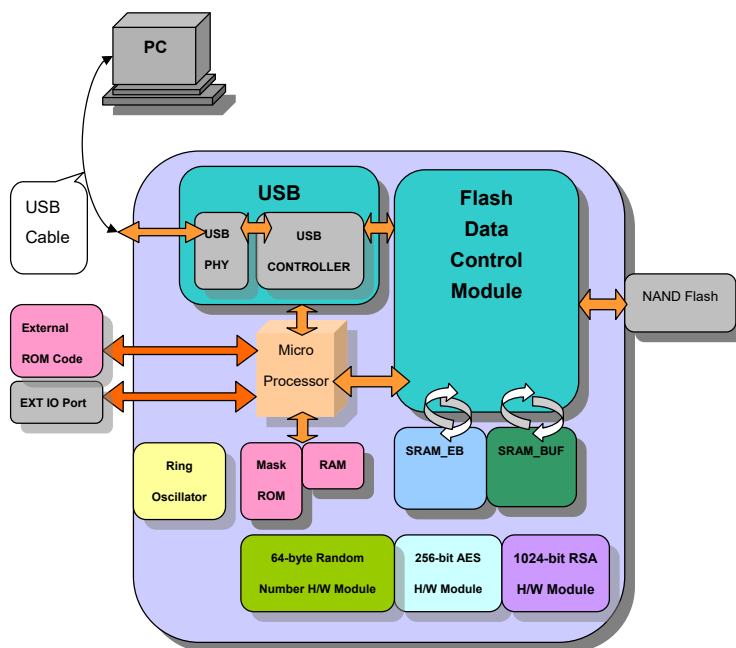 PC
USB
Cable
USB
USB
PHY
USB
CONTROLLER
Flash
Data
Control
Module
NAND Flash
External
ROM Code
EXT IO Port
Micro
Processor
Ring
Oscillator
Mask
ROM
RAM
SRAM_EB
SRAM_BUF
64-byte Random
Number H/W Module
256-bit AES
H/W Module
1024-bit RSA
H/W Module